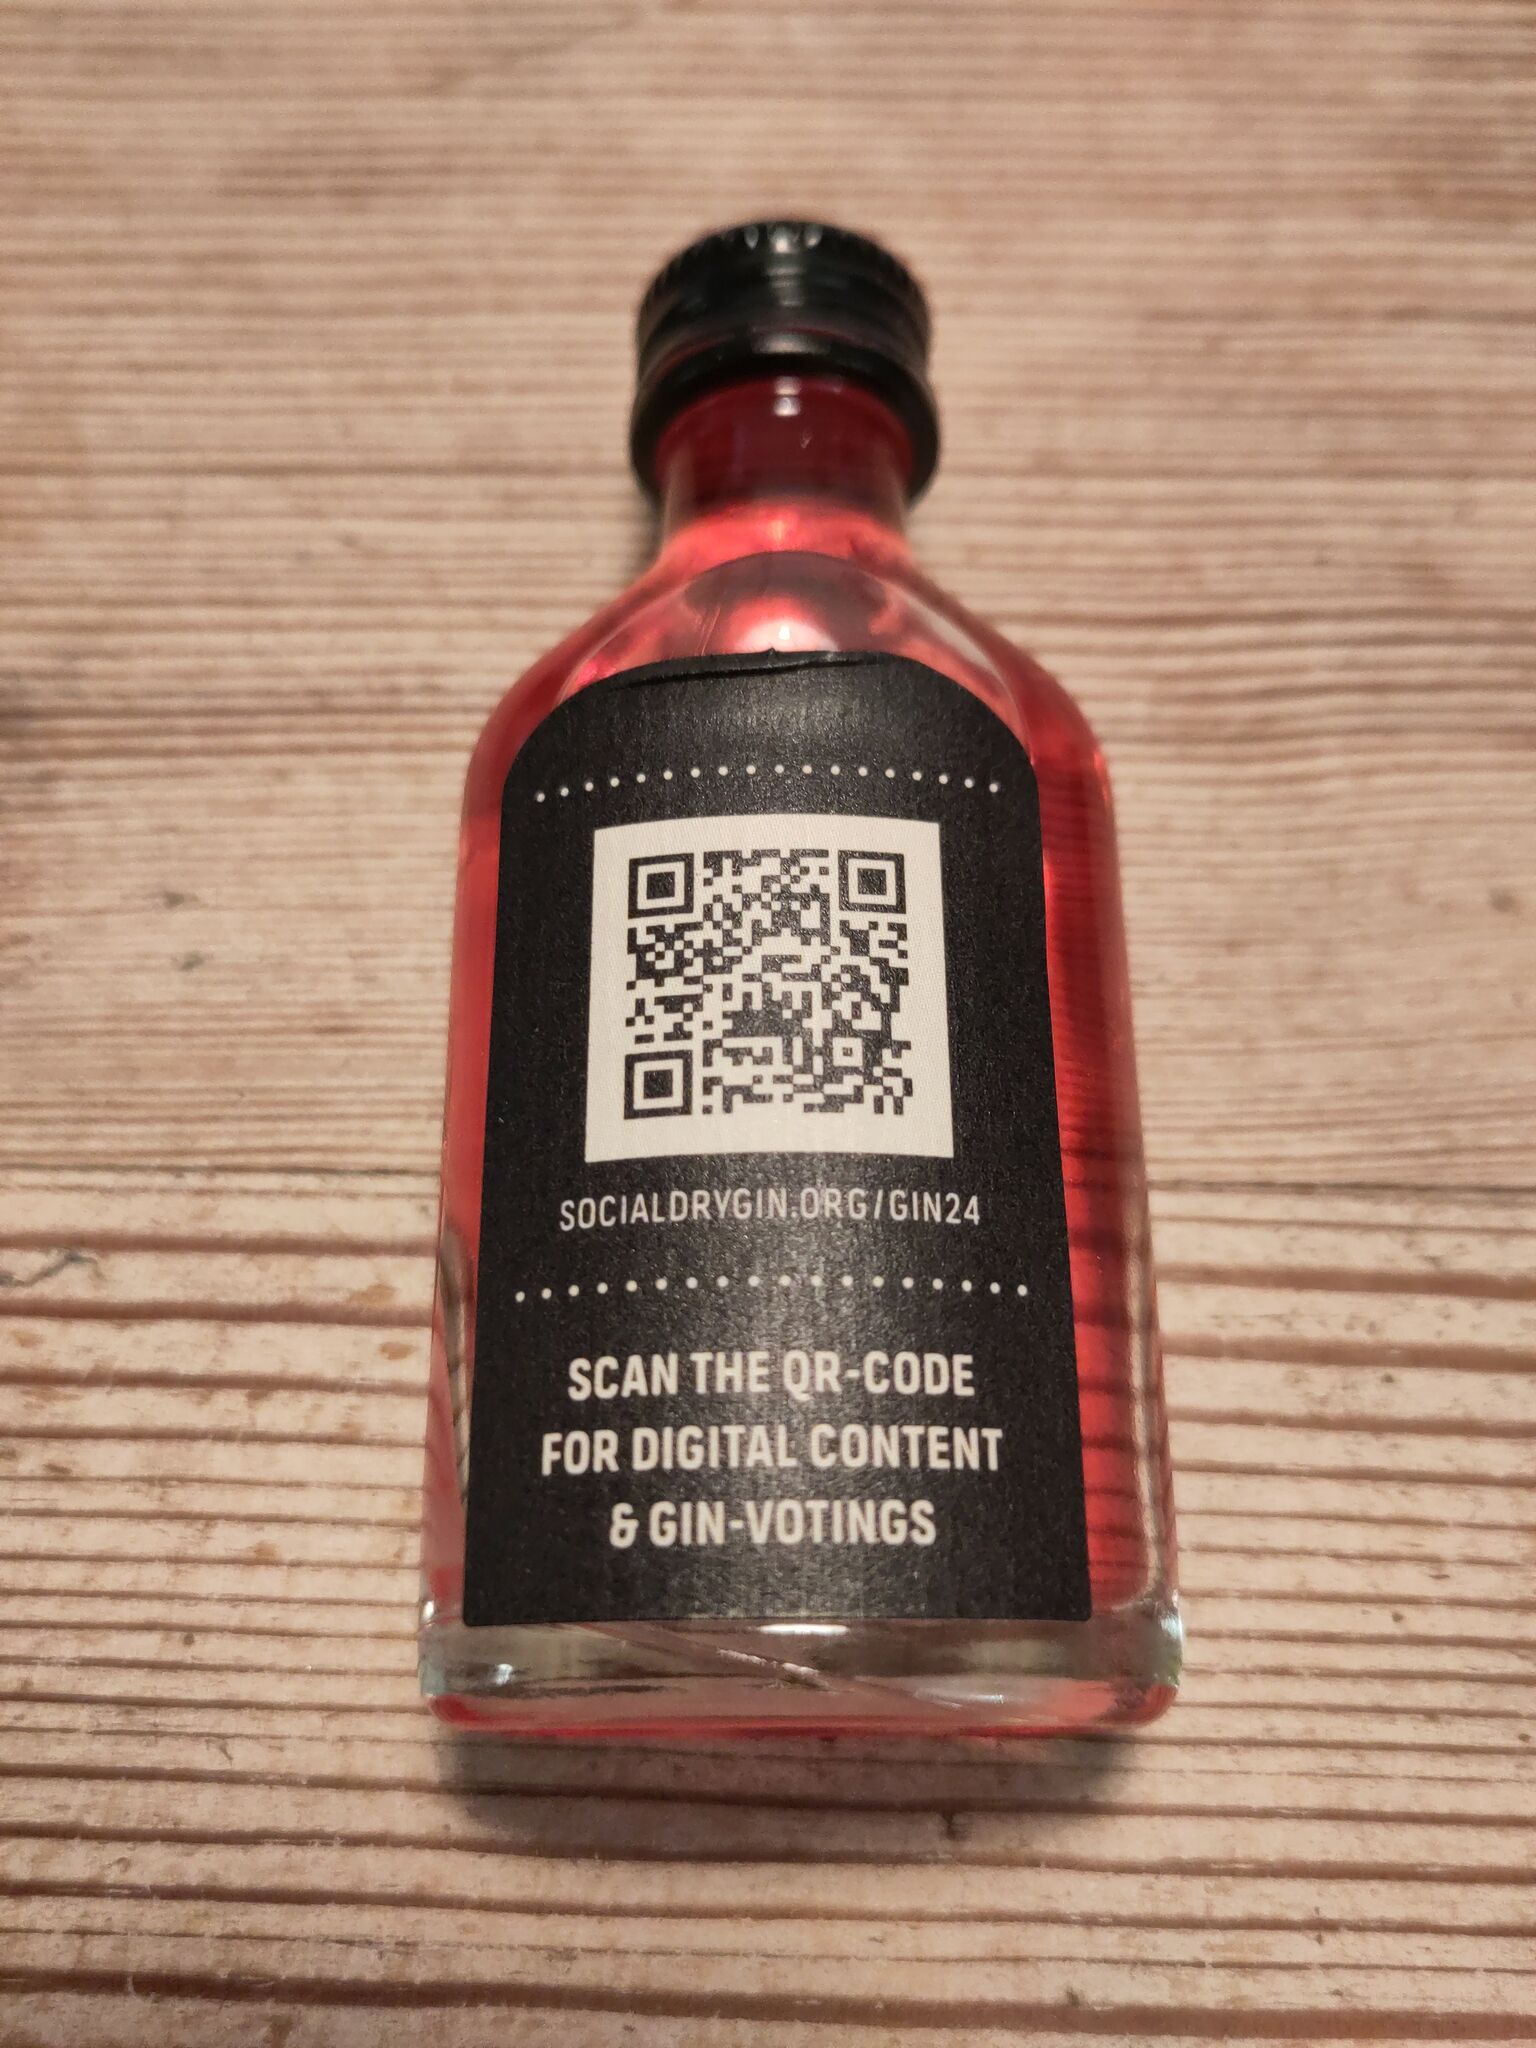 SOCIALDRYGIN.ORG/GIN24
SCAN THE QR-CODE
FOR DIGITAL CONTENT
& GIN-VOTINGS